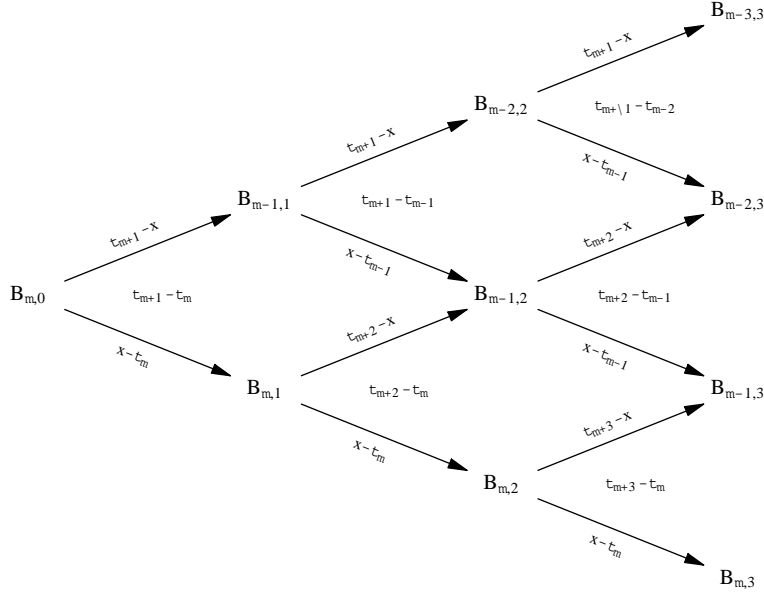 B_{m-3,3}
t_{m+1}-x
B_{m-2,2}
t_{m+\1}-t_{m-2}
t_{m+1}-x
x-t_{m-1}
B_{m-1,1}
t_{m+1}-t_{m-1}
B_{m-2,3}
t_{m+1}-x
x-t_{m-1}
t_{m+2}-x
B_{m,0}
t_{m+1}-t_m
B_{m-1,2}
t_{m+2}-t_{m-1}
x-t_m
t_{m+2}-x
x-t_{m-1}
B_{m,1}
t_{m+2}-t_m
B_{m-1,3}
x-t_m
t_{m+3}-x
B_{m,2}
t_{m+3}-t_m
x-t_m
B_{m,3}